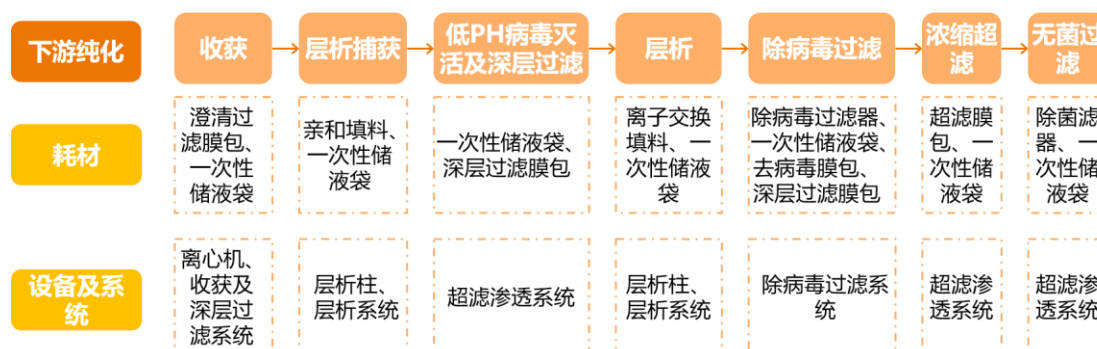 下游纯化
收获
层析捕获
低PH病毒灭
活及深层过滤
层析
除病毒过滤
浓缩超
滤
无菌过
滤
耗材
澄清过
滤膜包、
一次性
储液袋
亲和填料、
一次性储
液袋
一次性储液袋、
深层过滤膜包
离子交换
填料、一
次性储液
袋
除病毒过滤器、
一次性储液袋、
去病毒膜包、
深层过滤膜包
超滤膜
包、一
次性储
液袋
除菌滤
器、一
次性储
液袋
设备及系
统
离心机、
收获及
深层过
滤系统
层析柱、
层析系统
超滤渗透系统
层析柱、
层析系统
除病毒过滤系
统
超滤渗
透系统
超滤渗
透系统